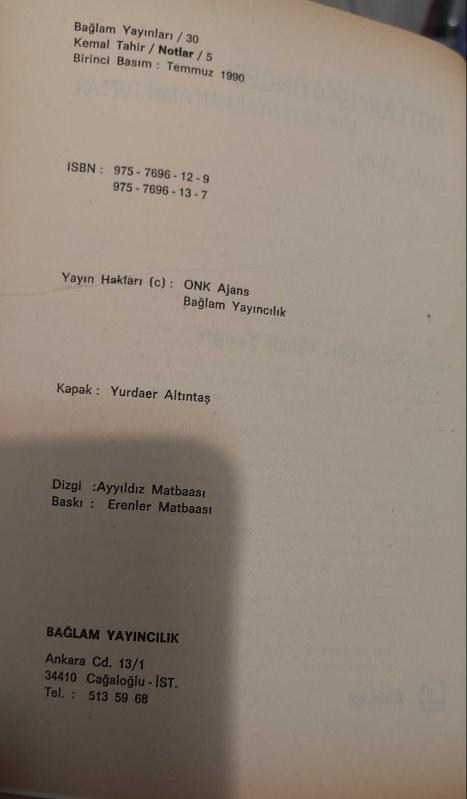 Bağlam Yayınları / 30
Kemal Tahir / Notlar / 5
Birinci Basım : Temmuz 1990
ISBN : 975 - 7696 - 12 - 9
975 - 7696 - 13 - 7
Yayın Hakları (c) : ONK Ajans
Bağlam Yayıncılık
Kapak : Yurdaer Altıntaş
Dizgi :Ayyıldız Matbaası
Baskı : Erenler Matbaası
BAĞLAM YAYINCILIK
Ankara Cd. 13/1
34410 Cağaloğlu - İST.
Tel. : 513 59 68